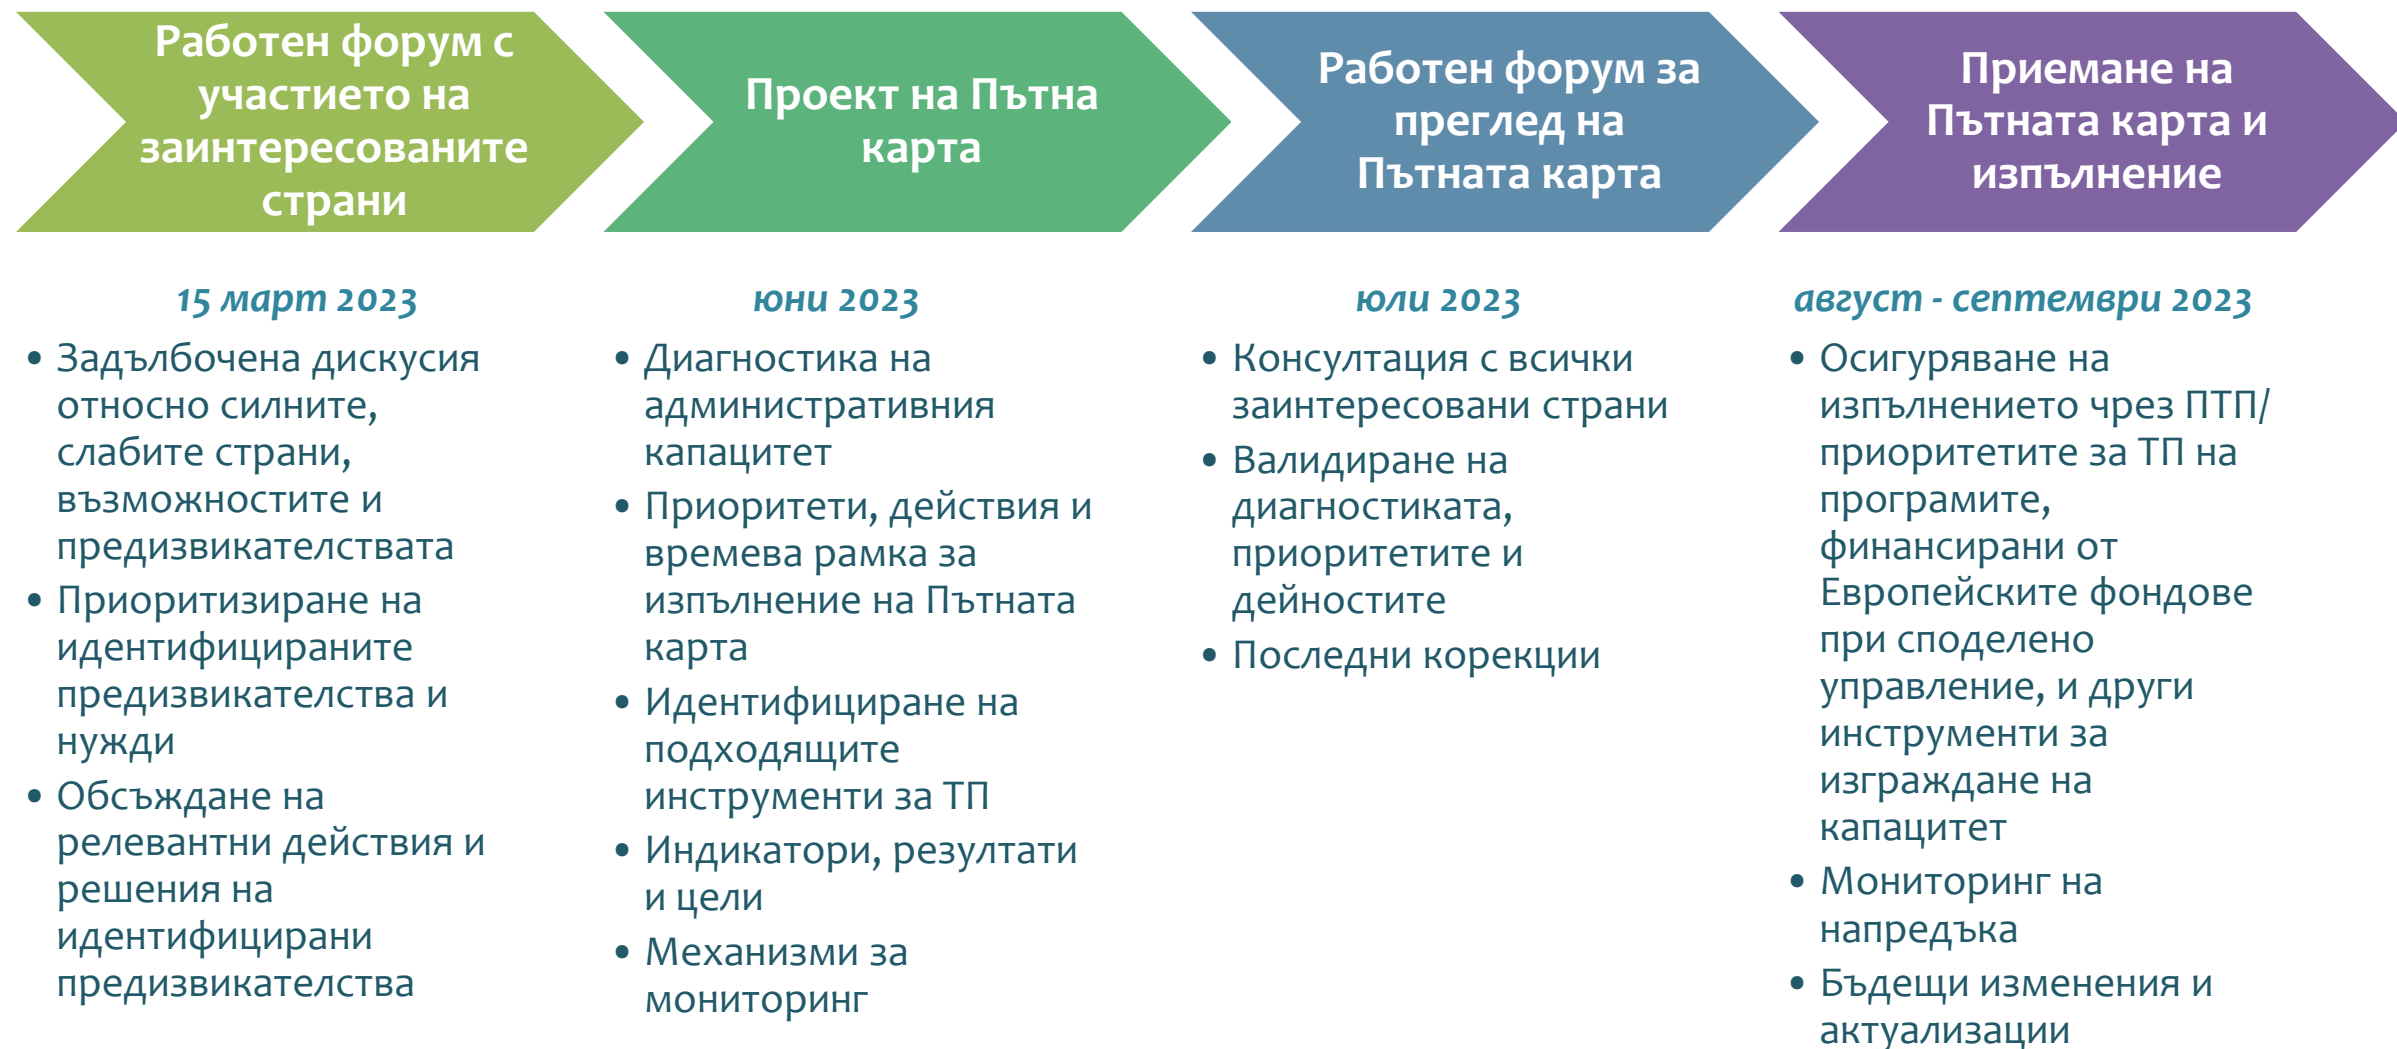 Работен форум с
участието на
заинтересованите
страни
15 март 2023
• Задълбочена дискусия
относно силните,
слабите страни,
възможностите и
предизвикателствата
• Приоритизиране на
идентифицираните
предизвикателства и
нужди
• Обсъждане на
релевантни действия и
решения на
идентифицирани
предизвикателства
Проект на Пътна
карта
юни 2023
• Диагностика на
административния
капацитет
• Приоритети, действия и
времева рамка за
изпълнение на Пътната
карта
• Идентифициране на
подходящите
инструменти за ТП
• Индикатори, резултати
и цели
• Механизми за
мониторинг
Работен форум за
преглед на
Пътната карта
юли 2023
• Консултация с всички
заинтересовани страни
• Валидиране на
диагностиката,
приоритетите и
дейностите
• Последни корекции
Приемане на
Пътната карта и
изпълнение
август - септември 2023
• Осигуряване на
изпълнението чрез ПТП/
приоритетите за ТП на
програмите,
финансирани от
Европейските фондове
при споделено
управление, и други
инструменти за
изграждане на
капацитет
• Мониторинг на
напредъка
• Бъдещи изменения и
актуализации